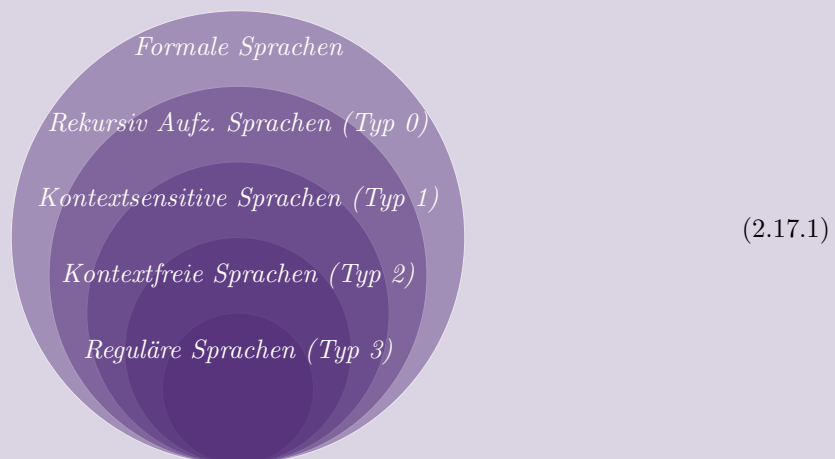 Formale Sprachen
Rekursiv Aufz. Sprachen (Typ 0)
Kontextsensitive Sprachen (Typ 1)
(2.17.1)
Kontextfreie Sprachen (Typ 2)
Reguläre Sprachen (Typ 3)